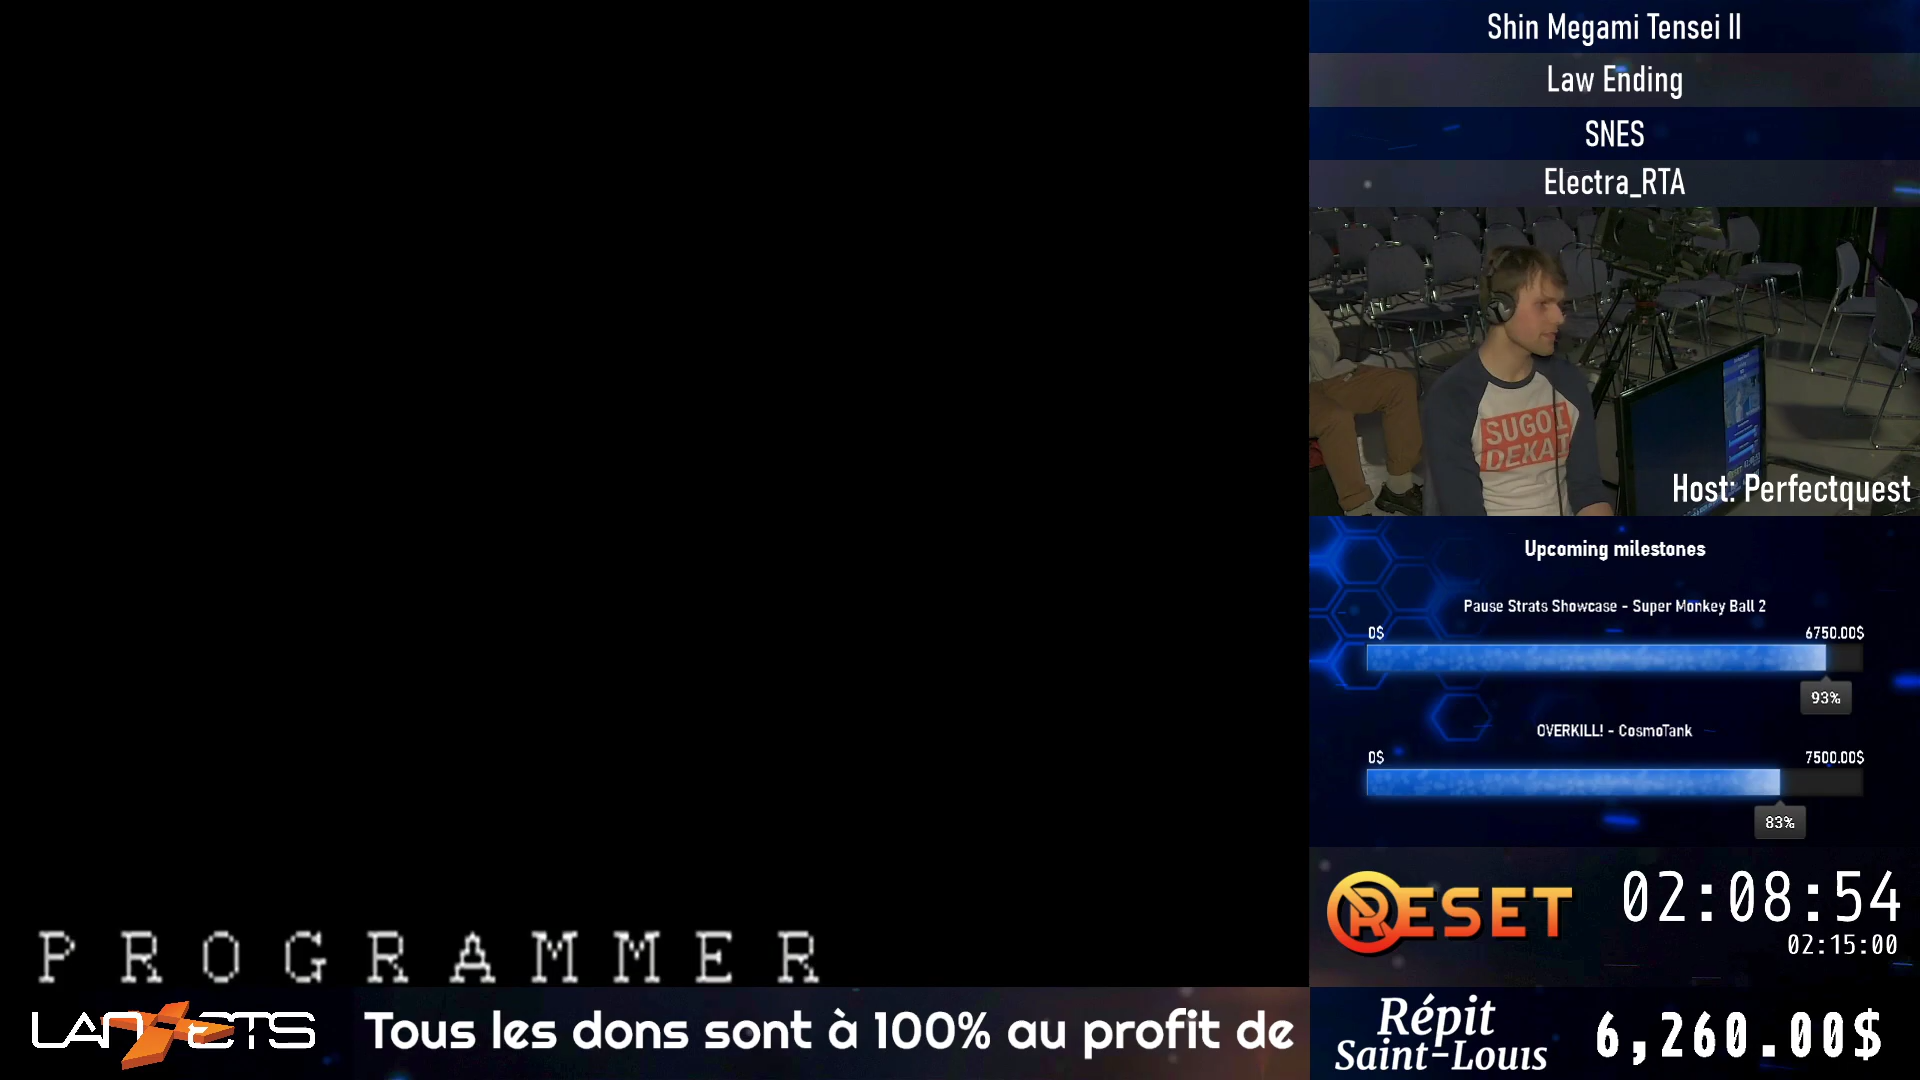 Shin Megami Tensei II
Law Ending
SNES
Electra_RTA
SUGOI
DEKAI
Host: Perfectquest
Upcoming milestones
Pause Strats Showcase - Super Monkey Ball 2
0$ 6750.00$
93%
OVERKILL! - CosmoTank
0$ 7500.00$
83%
RESET
02:08:54
02:15:00
PROGRAMMER
LAN ETS
Tous les dons sont à 100% au profit de
Répit
Saint-Louis
6,260.00$